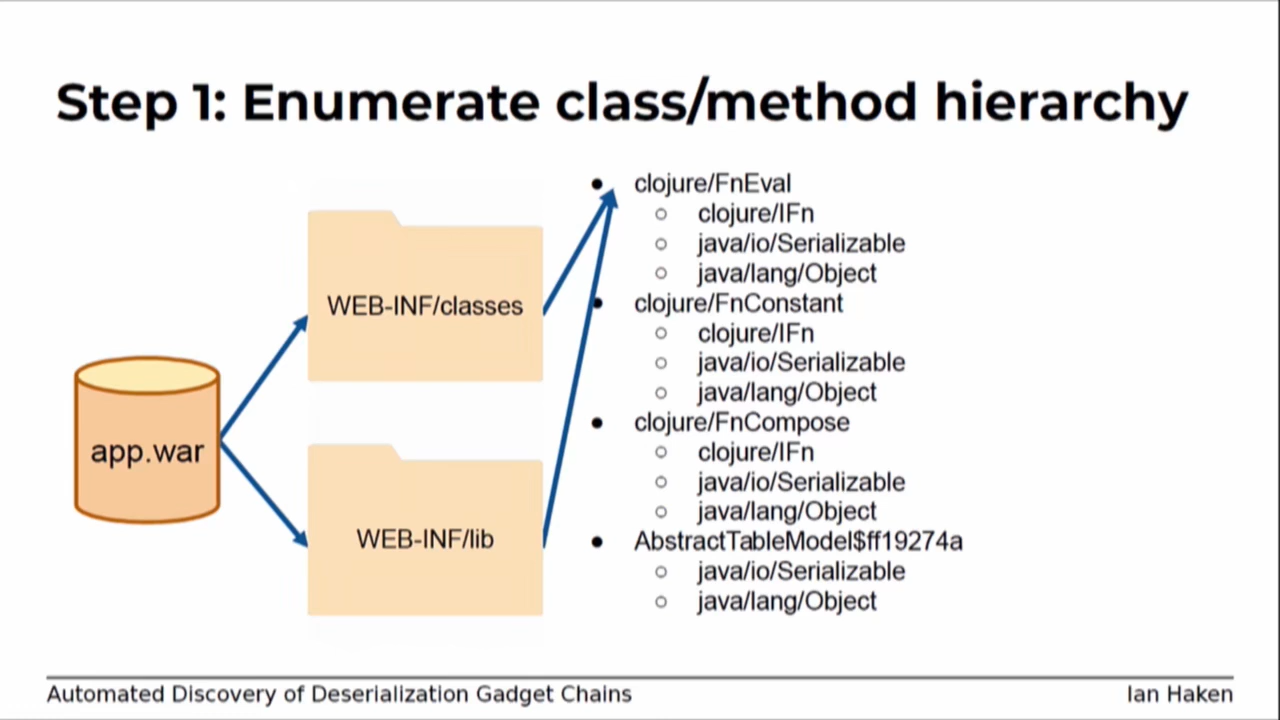 Step 1: Enumerate class/method hierarchy
app.war
WEB-INF/classes
WEB-INF/lib
clojure/FnEval
clojure/IFn
java/io/Serializable
java/lang/Object
clojure/FnConstant
clojure/IFn
java/io/Serializable
java/lang/Object
clojure/FnCompose
clojure/IFn
java/io/Serializable
java/lang/Object
AbstractTableModel$ff19274a
java/io/Serializable
java/lang/Object
Automated Discovery of Deserialization Gadget Chains
Ian Haken